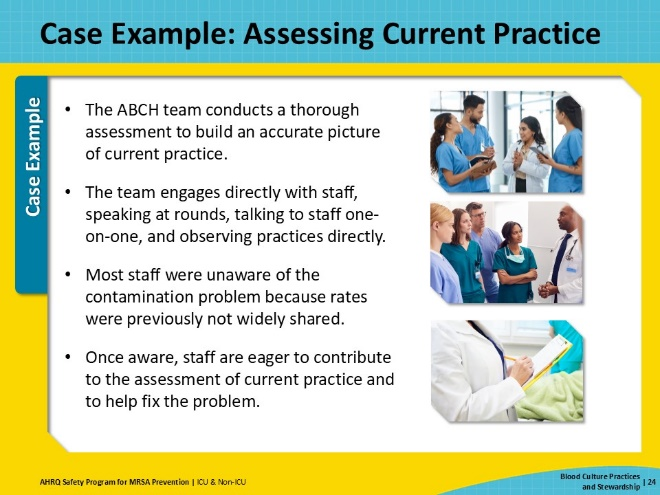 Case Example: Assessing Current Practice
Case Example
• The ABCH team conducts a thorough
assessment to build an accurate picture
of current practice.
• The team engages directly with staff,
speaking at rounds, talking to staff one-
on-one, and observing practices directly.
• Most staff were unaware of the
contamination problem because rates
were previously not widely shared.
• Once aware, staff are eager to contribute
to the assessment of current practice and
to help fix the problem.
AHRQ Safety Program for MRSA Prevention | ICU & Non-ICU
Blood Culture Practices
and Stewardship | 24